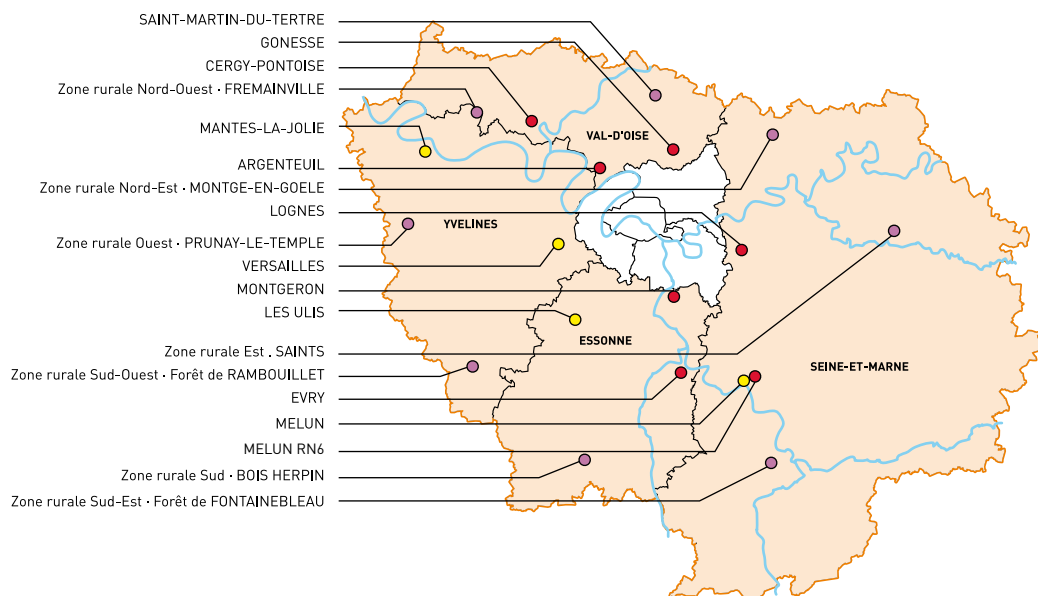 SAINT-MARTIN-DU-TERTRE
GONESSE
CERGY-PONTOISE
Zone rurale Nord-Ouest · FREMAINVILLE
MANTES-LA-JOLIE
VAL-D'OISE
ARGENTEUIL
Zone rurale Nord-Est · MONTGE-EN-GOELE
LOGNES
YVELINES
Zone rurale Ouest · PRUNAY-LE-TEMPLE
VERSAILLES
MONTGERON
LES ULIS
ESSONNE
Zone rurale Est . SAINTS
SEINE-ET-MARNE
Zone rurale Sud-Ouest · Forêt de RAMBOUILLET
EVRY
MELUN
MELUN RN6
Zone rurale Sud · BOIS HERPIN
Zone rurale Sud-Est · Forêt de FONTAINEBLEAU